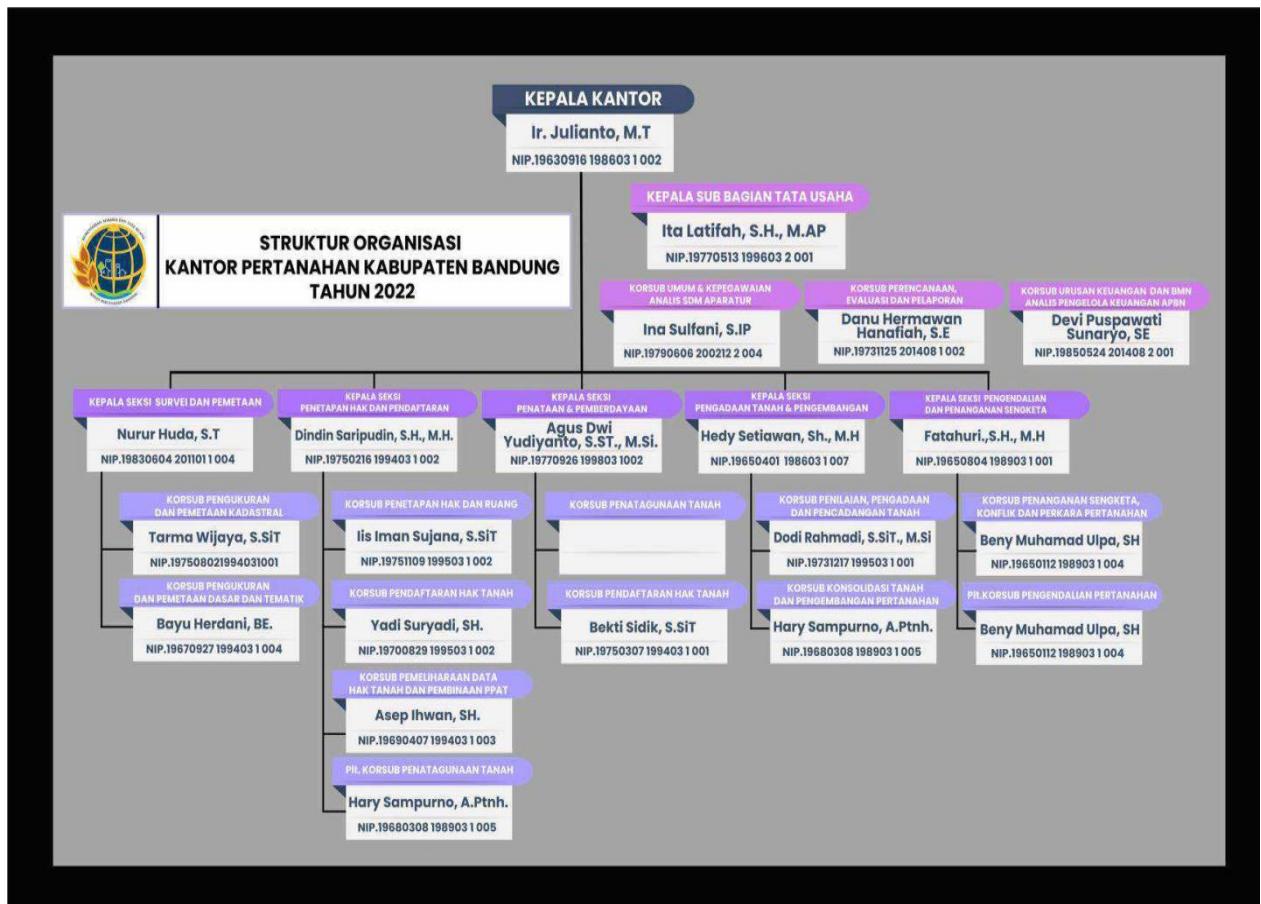 KEPALA KANTOR
Ir. Julianto, M.T
NIP.19630916 198603 1 002
KEPALA SUB BAGIAN TATA USAHA
Ita Latifah, S.H., M.AP
NIP.19770513 199603 2 001
STRUKTUR ORGANISASI
KANTOR PERTANAHAN KABUPATEN BANDUNG
TAHUN 2022
KORSUB UMUM & KEPEGAWAIAN
ANALIS SDM APARATUR
Ina Sulfani, S.IP
NIP.19790606 200212 2 004
KORSUB PERENCANAAN,
EVALUASI DAN PELAPORAN
Danu Hermawan
Hanafiah, S.E
NIP.19731125 201408 1 002
KORSUB URUSAN KEUANGAN DAN BMN
ANALIS PENGELOLA KEUANGAN APBN
Devi Puspawati
Sunaryo, SE
NIP.19850524 201408 2 001
KEPALA SEKSI SURVEI DAN PEMETAAN
Nurur Huda, S.T
NIP.19830604 201101 1 004
KEPALA SEKSI
PENETAPAN HAK DAN PENDAFTARAN
Dindin Saripudin, S.H., M.H.
NIP.19750216 199403 1 002
KEPALA SEKSI
PENATAAN & PEMBERDAYAAN
Agus Dwi
Yudiyanto, S.ST., M.Si.
NIP.19770926 199803 1002
KEPALA SEKSI
PENGADAAN TANAH & PENGEMBANGAN
Hedy Setiawan, Sh., M.H
NIP.19650401 198603 1 007
KEPALA SEKSI PENGENDALIAN
DAN PENANGANAN SENGKETA
Fatahuri.,S.H., M.H
NIP.19650804 198903 1 001
KORSUB PENGUKURAN
DAN PEMETAAN KADASTRAL
Tarma Wijaya, S.SiT
NIP.197508021994031001
KORSUB PENGUKURAN
DAN PEMETAAN DASAR DAN TEMATIK
Bayu Herdani, BE.
NIP.19670927 199403 1 004
KORSUB PENETAPAN HAK DAN RUANG
Iis Iman Sujana, S.SiT
NIP.19751109 199503 1 002
KORSUB PENDAFTARAN HAK TANAH
Yadi Suryadi, SH.
NIP.19700829 199503 1 002
KORSUB PEMELIHARAAN DATA
HAK TANAH DAN PEMBINAAN PPAT
Asep Ihwan, SH.
NIP.19690407 199403 1 003
Plt. KORSUB PENATAGUNAAN TANAH
Hary Sampurno, A.Ptnh.
NIP.19680308 198903 1 005
KORSUB PENATAGUNAAN TANAH
KORSUB PENDAFTARAN HAK TANAH
Bekti Sidik, S.SiT
NIP.19750307 199403 1 001
KORSUB PENILAIAN, PENGADAAN
DAN PENCADANGAN TANAH
Dodi Rahmadi, S.SiT., M.Si
NIP.19731217 199503 1 001
KORSUB KONSOLIDASI TANAH
DAN PENGEMBANGAN PERTANAHAN
Hary Sampurno, A.Ptnh.
NIP.19680308 198903 1 005
KORSUB PENANGANAN SENGKETA,
KONFLIK DAN PERKARA PERTANAHAN
Beny Muhamad Ulpa, SH
NIP.19650112 198903 1 004
Plt.KORSUB PENGENDALIAN PERTANAHAN
Beny Muhamad Ulpa, SH
NIP.19650112 198903 1 004